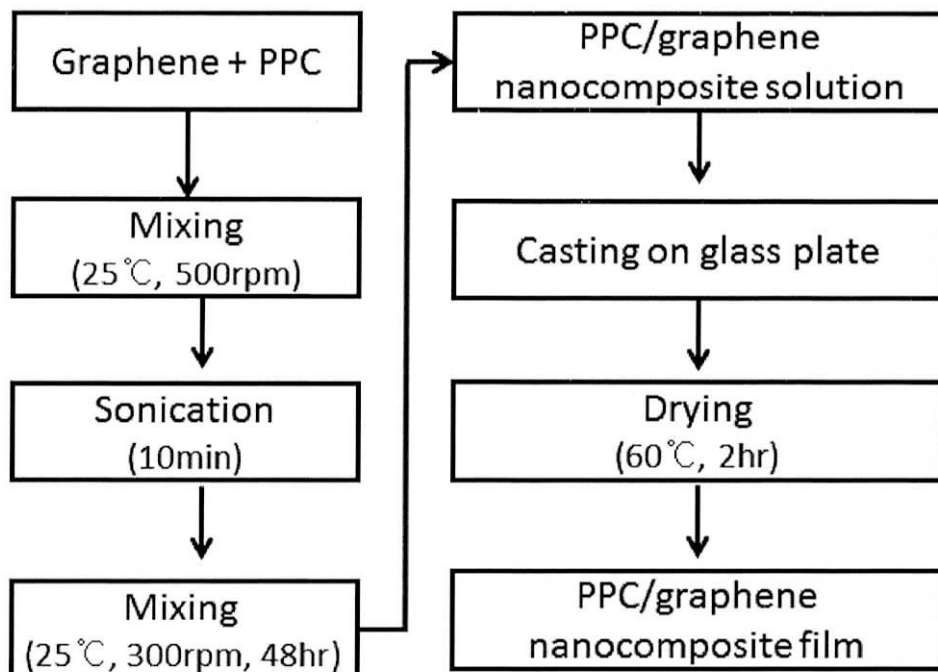 Graphene + PPC
Mixing
(25℃, 500rpm)
Sonication
(10min)
Mixing
(25℃, 300rpm, 48hr)
PPC/graphene
nanocomposite solution
Casting on glass plate
Drying
(60℃, 2hr)
PPC/graphene
nanocomposite film